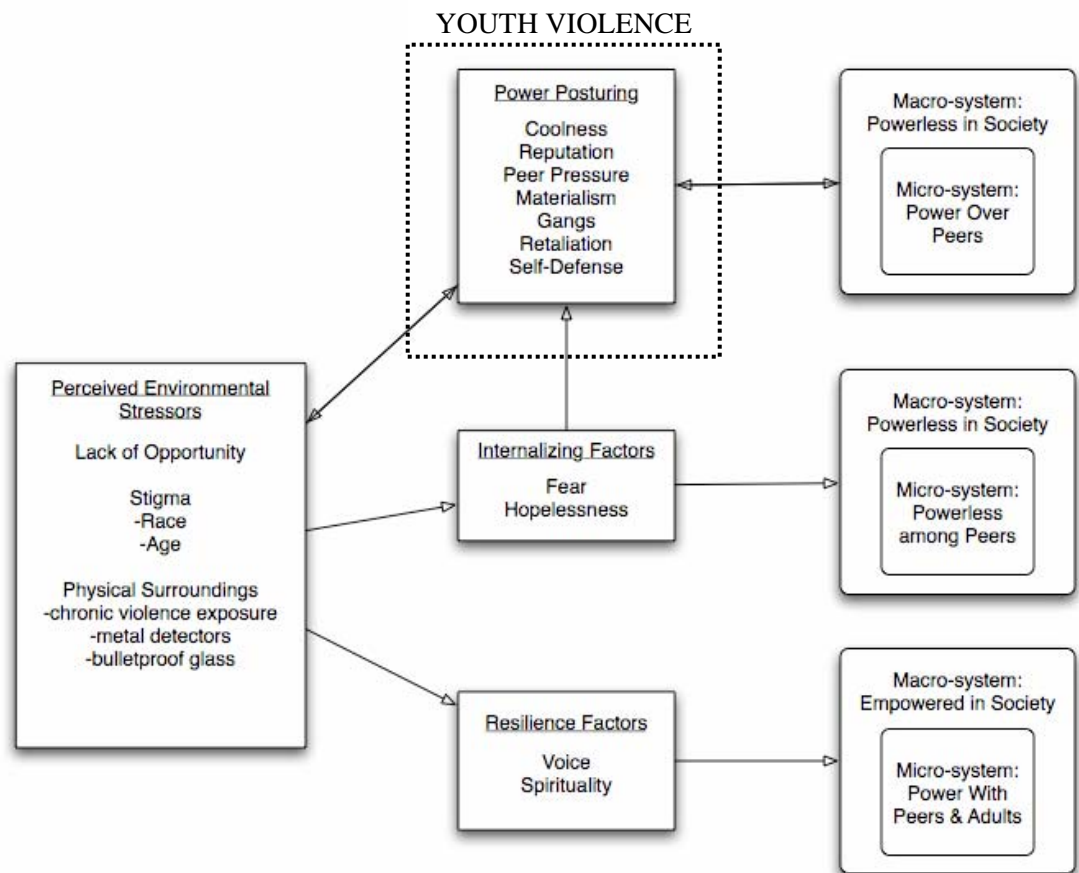 YOUTH VIOLENCE
Power Posturing
Coolness
Reputation
Peer Pressure
Materialism
Gangs
Retaliation
Self-Defense
Macro-system:
Powerless in Society
Micro-system:
Power Over
Peers
Perceived Environmental
Stressors
Lack of Opportunity
Stigma
-Race
-Age
Physical Surroundings
-chronic violence exposure
-metal detectors
-bulletproof glass
Internalizing Factors
Fear
Hopelessness
Macro-system:
Powerless in Society
Micro-system:
Powerless
among Peers
Resilience Factors
Voice
Spirituality
Macro-system:
Empowered in Society
Micro-system:
Power With
Peers & Adults